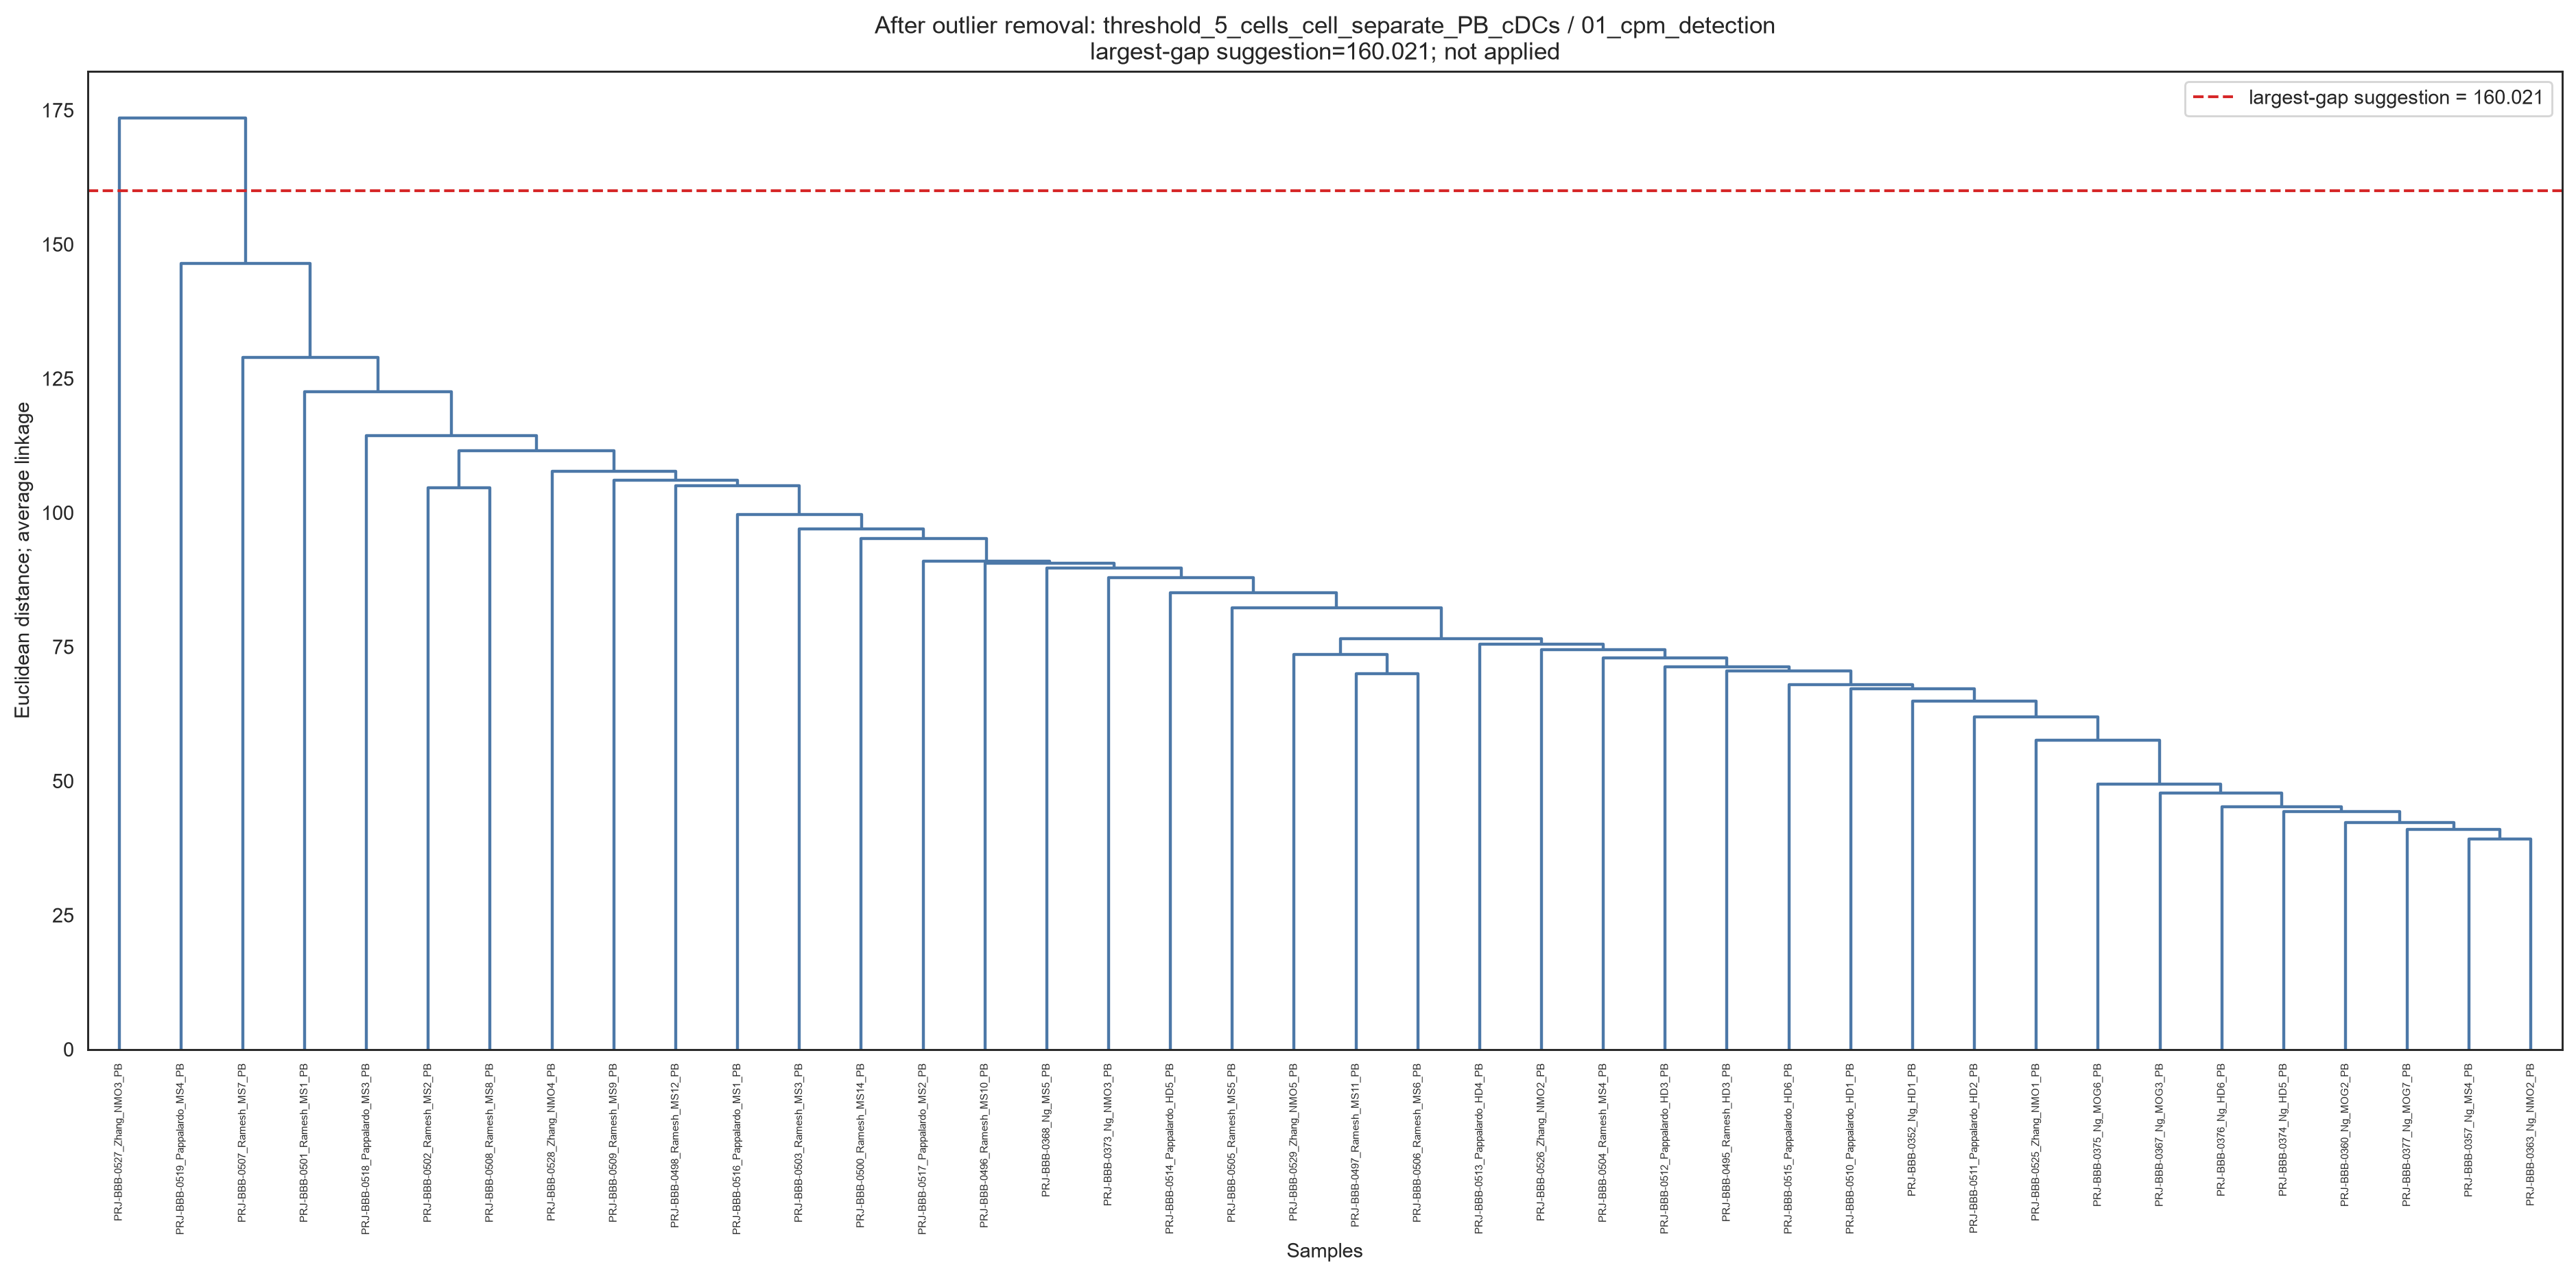 After outlier removal: threshold_5_cells_cell_separate_PB_cDCs / 01_cpm_detection
largest-gap suggestion=160.021; not applied
largest-gap suggestion = 160.021
Euclidean distance; average linkage
175
150
125
100
75
50
25
0
PRJ-BBB-0527_Zhang_NMO3_PB
PRJ-BBB-0519_Pappalardo_MS4_PB
PRJ-BBB-0507_Ramesh_MS7_PB
PRJ-BBB-0501_Ramesh_MS1_PB
PRJ-BBB-0518_Pappalardo_MS3_PB
PRJ-BBB-0502_Ramesh_MS2_PB
PRJ-BBB-0508_Ramesh_MS8_PB
PRJ-BBB-0528_Zhang_NMO4_PB
PRJ-BBB-0509_Ramesh_MS9_PB
PRJ-BBB-0498_Ramesh_MS12_PB
PRJ-BBB-0516_Pappalardo_MS1_PB
PRJ-BBB-0503_Ramesh_MS3_PB
PRJ-BBB-0500_Ramesh_MS14_PB
PRJ-BBB-0517_Pappalardo_MS2_PB
PRJ-BBB-0496_Ramesh_MS10_PB
PRJ-BBB-0368_Ng_MS5_PB
PRJ-BBB-0373_Ng_NMO3_PB
PRJ-BBB-0514_Pappalardo_HD5_PB
PRJ-BBB-0505_Ramesh_MS5_PB
PRJ-BBB-0529_Zhang_NMO5_PB
PRJ-BBB-0497_Ramesh_MS11_PB
PRJ-BBB-0506_Ramesh_MS6_PB
PRJ-BBB-0513_Pappalardo_HD4_PB
PRJ-BBB-0526_Zhang_NMO2_PB
PRJ-BBB-0504_Ramesh_MS4_PB
PRJ-BBB-0512_Pappalardo_HD3_PB
PRJ-BBB-0495_Ramesh_HD3_PB
PRJ-BBB-0515_Pappalardo_HD6_PB
PRJ-BBB-0510_Pappalardo_HD1_PB
PRJ-BBB-0352_Ng_HD1_PB
PRJ-BBB-0511_Pappalardo_HD2_PB
PRJ-BBB-0525_Zhang_NMO1_PB
PRJ-BBB-0375_Ng_MOG6_PB
PRJ-BBB-0367_Ng_MOG3_PB
PRJ-BBB-0376_Ng_HD6_PB
PRJ-BBB-0374_Ng_HD5_PB
PRJ-BBB-0360_Ng_MOG2_PB
PRJ-BBB-0377_Ng_MOG7_PB
PRJ-BBB-0357_Ng_MS4_PB
PRJ-BBB-0363_Ng_NMO2_PB
Samples